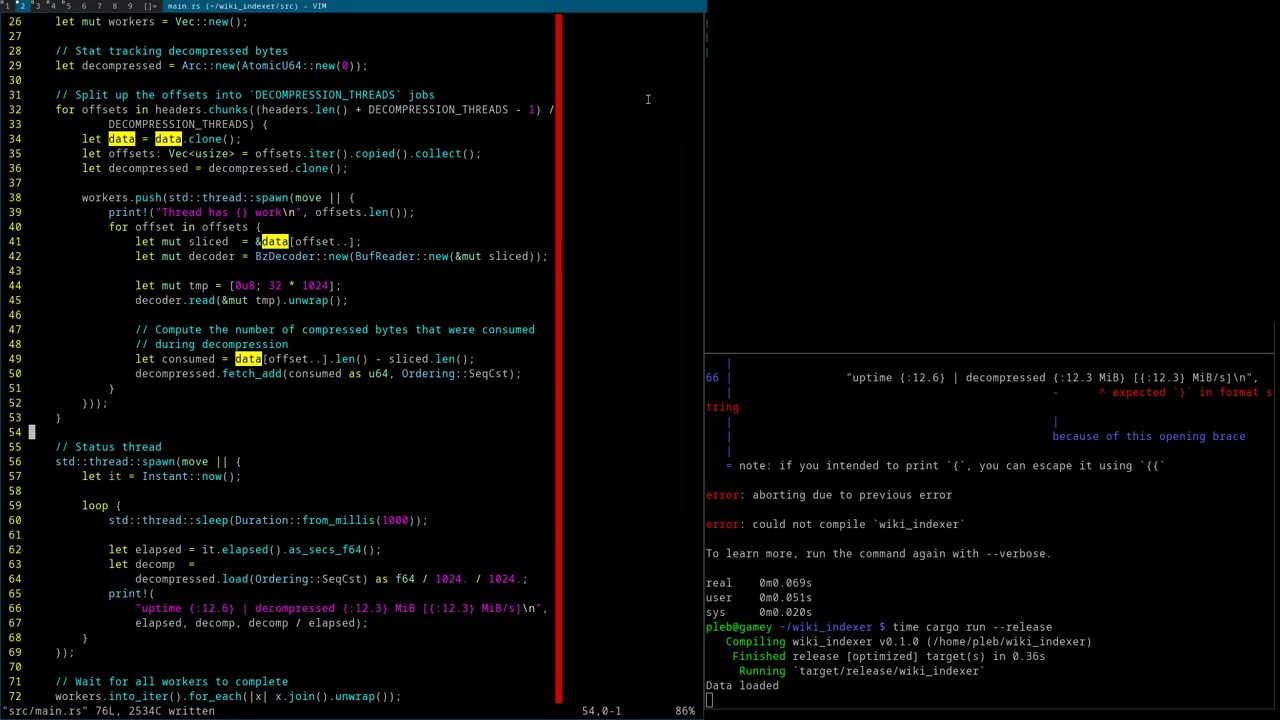 1 2 3 4 5 6 7 8 9 []= main.rs (~/wiki_indexer/src) - VIM
26     let mut workers = Vec::new();
27
28     // Stat tracking decompressed bytes
29     let decompressed = Arc::new(AtomicU64::new(0));
30
31     // Split up the offsets into `DECOMPRESSION_THREADS` jobs
32     for offsets in headers.chunks((headers.len() + DECOMPRESSION_THREADS - 1) /
33             DECOMPRESSION_THREADS) {
34         let data = data.clone();
35         let offsets: Vec<usize> = offsets.iter().copied().collect();
36         let decompressed = decompressed.clone();
37
38         workers.push(std::thread::spawn(move || {
39             print!("Thread has {} work\n", offsets.len());
40             for offset in offsets {
41                 let mut sliced  = &data[offset..];
42                 let mut decoder = BzDecoder::new(BufReader::new(&mut sliced));
43
44                 let mut tmp = [0u8; 32 * 1024];
45                 decoder.read(&mut tmp).unwrap();
46
47                 // Compute the number of compressed bytes that were consumed
48                 // during decompression
49                 let consumed = data[offset..].len() - sliced.len();
50                 decompressed.fetch_add(consumed as u64, Ordering::SeqCst);
51             }
52         }));
53     }
54
55     // Status thread
56     std::thread::spawn(move || {
57         let it = Instant::now();
58
59         loop {
60             std::thread::sleep(Duration::from_millis(1000));
61
62             let elapsed = it.elapsed().as_secs_f64();
63             let decomp  =
64                 decompressed.load(Ordering::SeqCst) as f64 / 1024. / 1024.;
65             print!(
66                 "uptime {:12.6} | decompressed {:12.3} MiB [{:12.3} MiB/s]\n",
67                 elapsed, decomp, decomp / elapsed);
68         }
69     });
70
71     // Wait for all workers to complete
72     workers.into_iter().for_each(|x| x.join().unwrap());
"src/main.rs" 76L, 2534C written                54,0-1        86%
|
|
|
|
66 |                 "uptime {:12.6} | decompressed {:12.3 MiB} [{:12.3} MiB/s]\n",
|                                                -      ^ expected `}` in format s
tring
|                                                |
|                                                because of this opening brace
|
= note: if you intended to print `{`, you can escape it using `{{`
error: aborting due to previous error
error: could not compile `wiki_indexer`
To learn more, run the command again with --verbose.
real    0m0.069s
user    0m0.051s
sys     0m0.020s
pleb@gamey ~/wiki_indexer $ time cargo run --release
Compiling wiki_indexer v0.1.0 (/home/pleb/wiki_indexer)
Finished release [optimized] target(s) in 0.36s
Running `target/release/wiki_indexer`
Data loaded